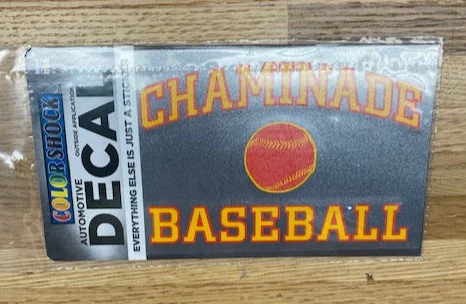 COLORSHOCK
AUTOMOTIVE
OUTSIDE APPLICATION
DECAL
EVERYTHING ELSE IS JUST A STICKER
CHAMINADE
BASEBALL